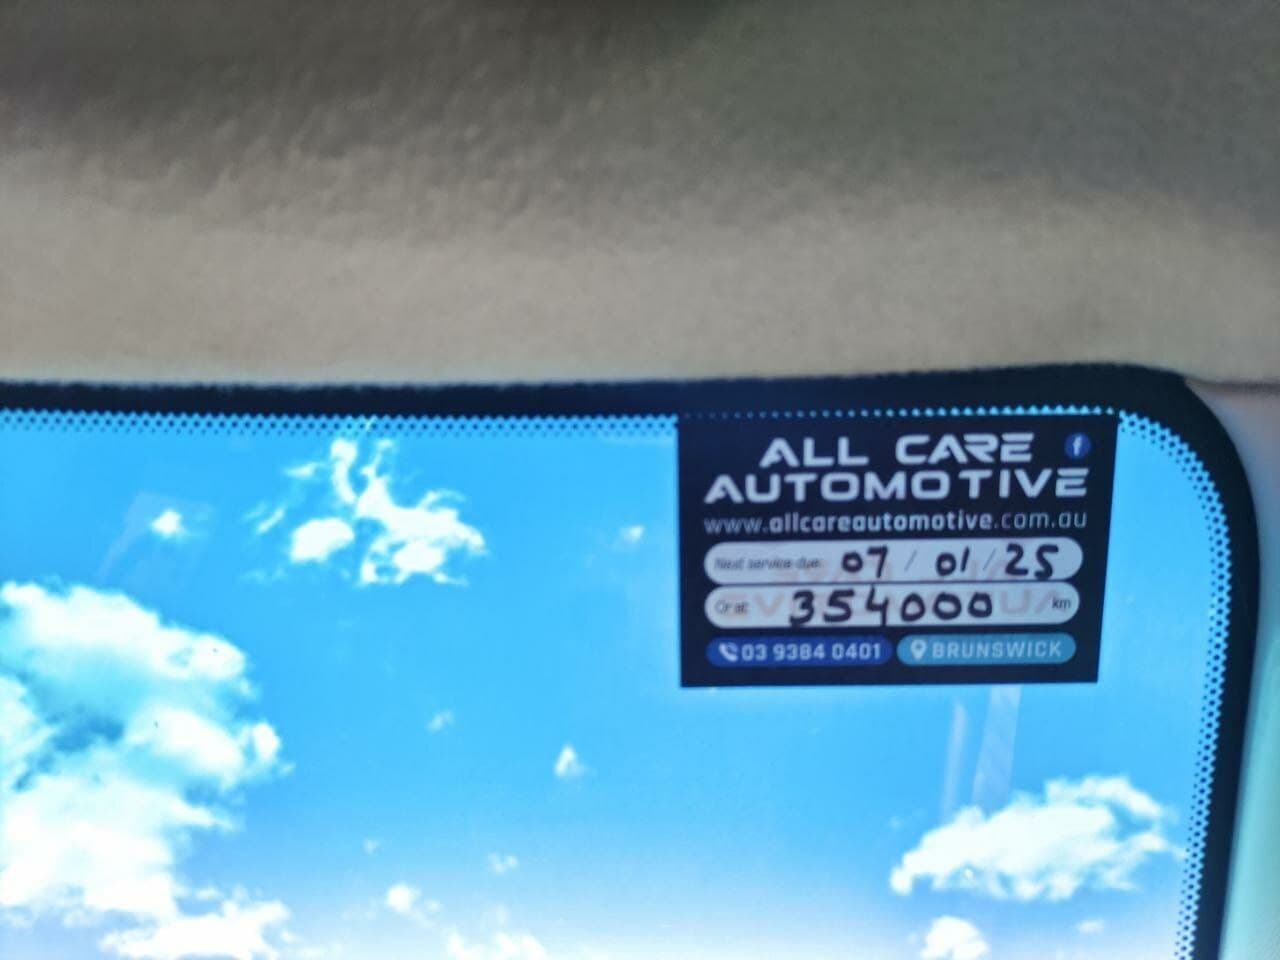 ALL CARE f
AUTOMOTIVE
www.allcareautomotive.com.au
Next service due: 07 / 01 / 25
Or at: 354000 km
03 9384 0401 BRUNSWICK